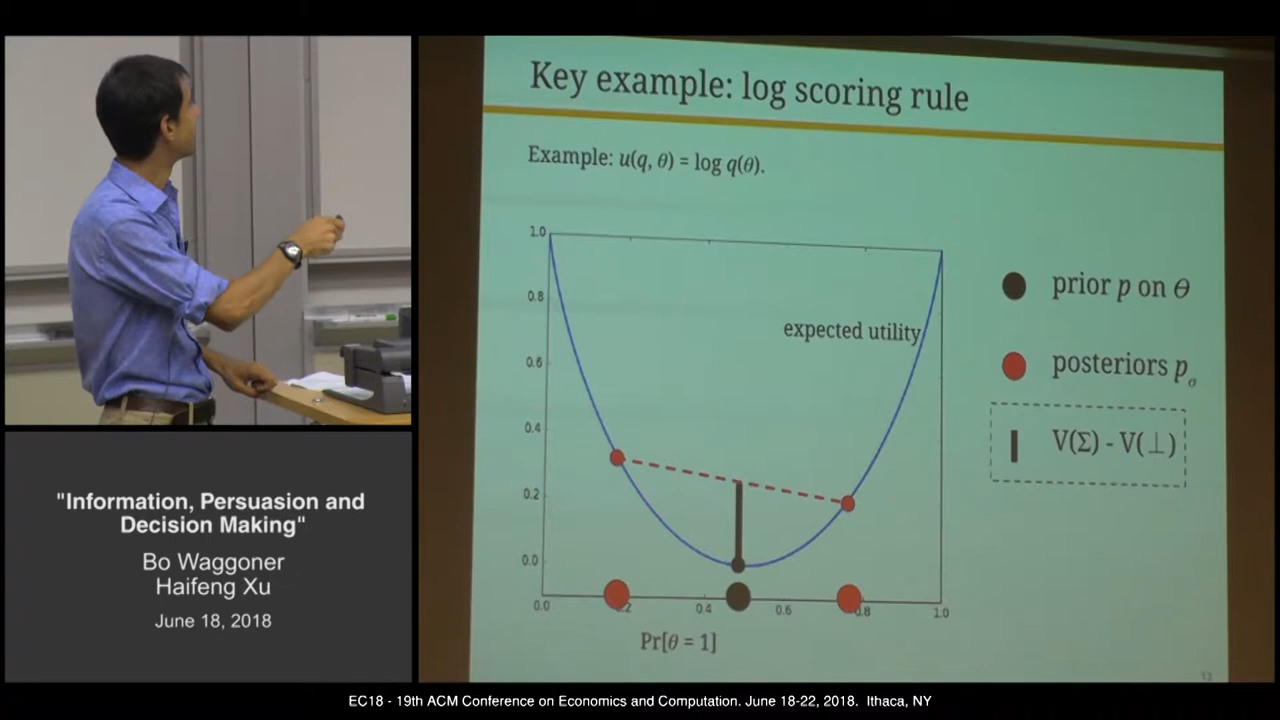 Key example: log scoring rule
Example: u(q, θ) = log q(θ).
1.0
0.8
0.6
0.4
0.2
0.0
expected utility
prior p on θ
posteriors pσ
V(Σ) - V(⊥)
0.0
0.4
0.6
0.8
1.0
Pr[θ = 1]
"Information, Persuasion and
Decision Making"
Bo Waggoner
Haifeng Xu
June 18, 2018
EC18 - 19th ACM Conference on Economics and Computation. June 18-22, 2018. Ithaca, NY